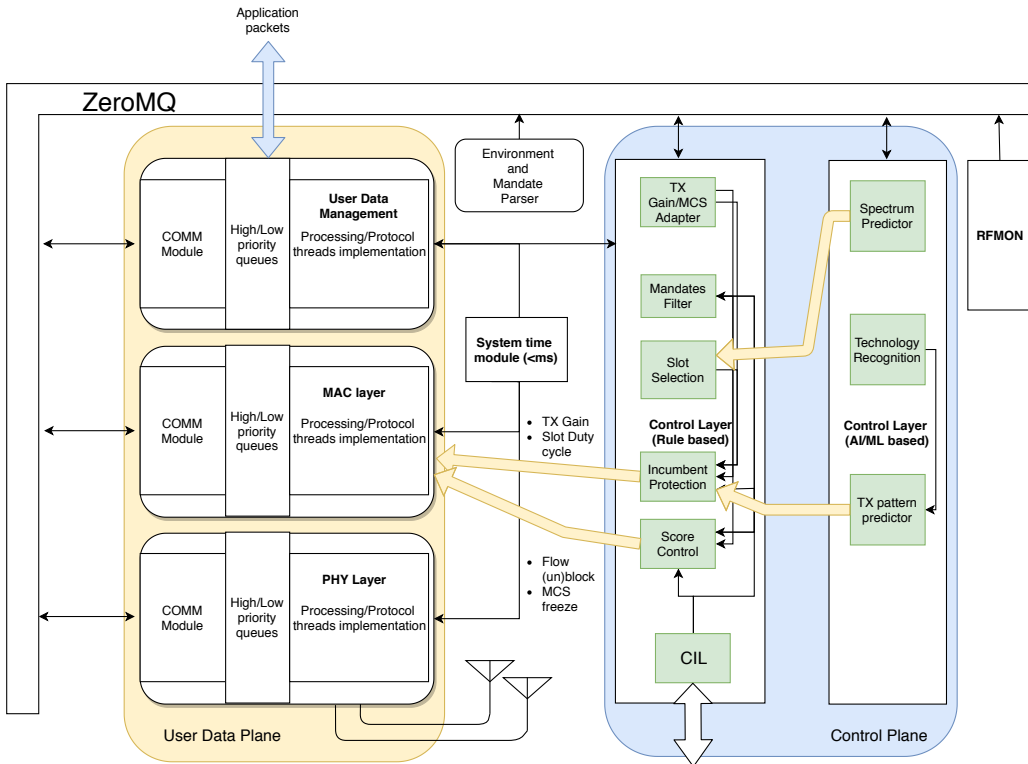 Application
packets
ZeroMQ
COMM
Module
High/Low
priority
queues
User Data
Management
Processing/Protocol
threads implementation
COMM
Module
High/Low
priority
queues
MAC layer
Processing/Protocol
threads implementation
COMM
Module
High/Low
priority
queues
PHY Layer
Processing/Protocol
threads implementation
User Data Plane
Environment
and
Mandate
Parser
System time
module (<ms)
• TX Gain
• Slot Duty
cycle
• Flow
(un)block
• MCS
freeze
TX
Gain/MCS
Adapter
Mandates
Filter
Slot
Selection
Control Layer
(Rule based)
Incumbent
Protection
Score
Control
CIL
Spectrum
Predictor
Technology
Recognition
Control Layer
(AI/ML based)
TX pattern
predictor
Control Plane
RFMON